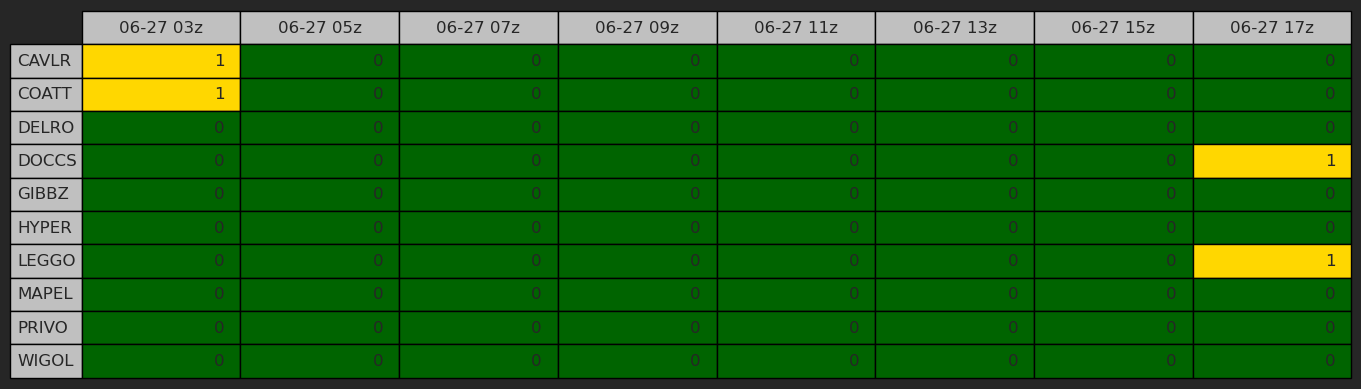 06-27 03z 06-27 05z 06-27 07z 06-27 09z 06-27 11z 06-27 13z 06-27 15z 06-27 17z
CAVLR 1 0 0 0 0 0 0 0
COATT 1 0 0 0 0 0 0 0
DELRO 0 0 0 0 0 0 0 0
DOCCS 0 0 0 0 0 0 0 1
GIBBZ 0 0 0 0 0 0 0 0
HYPER 0 0 0 0 0 0 0 0
LEGGO 0 0 0 0 0 0 0 1
MAPEL 0 0 0 0 0 0 0 0
PRIVO 0 0 0 0 0 0 0 0
WIGOL 0 0 0 0 0 0 0 0